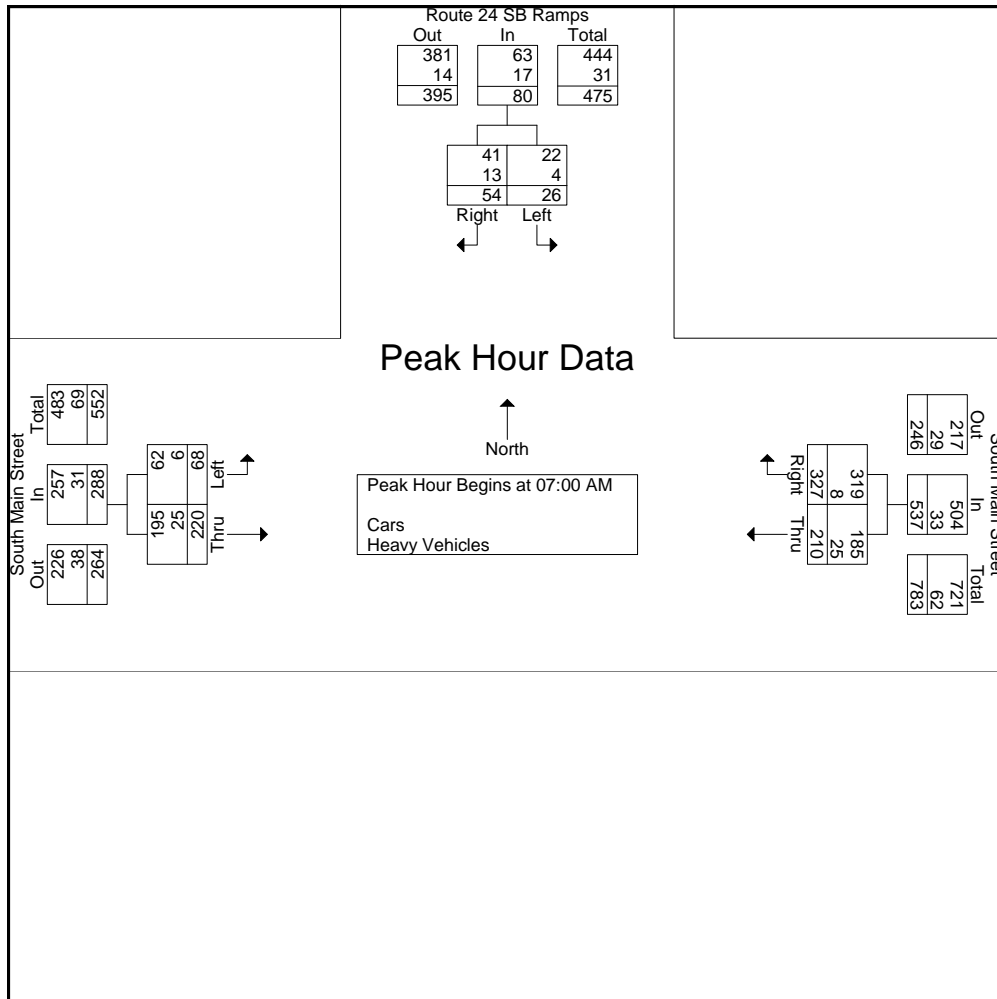 Route 24 SB Ramps
Out In Total
381 63 444
14 17 31
395 80 475
41 22
13 4
54 26
Right Left
Peak Hour Data
North
Peak Hour Begins at 07:00 AM
Cars
Heavy Vehicles
South Main Street
Out In Total
226 257 483
38 31 69
264 288 552
62 195
6 25
68 220
Left Thru
South Main Street
Out In Total
217 504 721
29 33 62
246 537 783
319 185
8 25
327 210
Right Thru